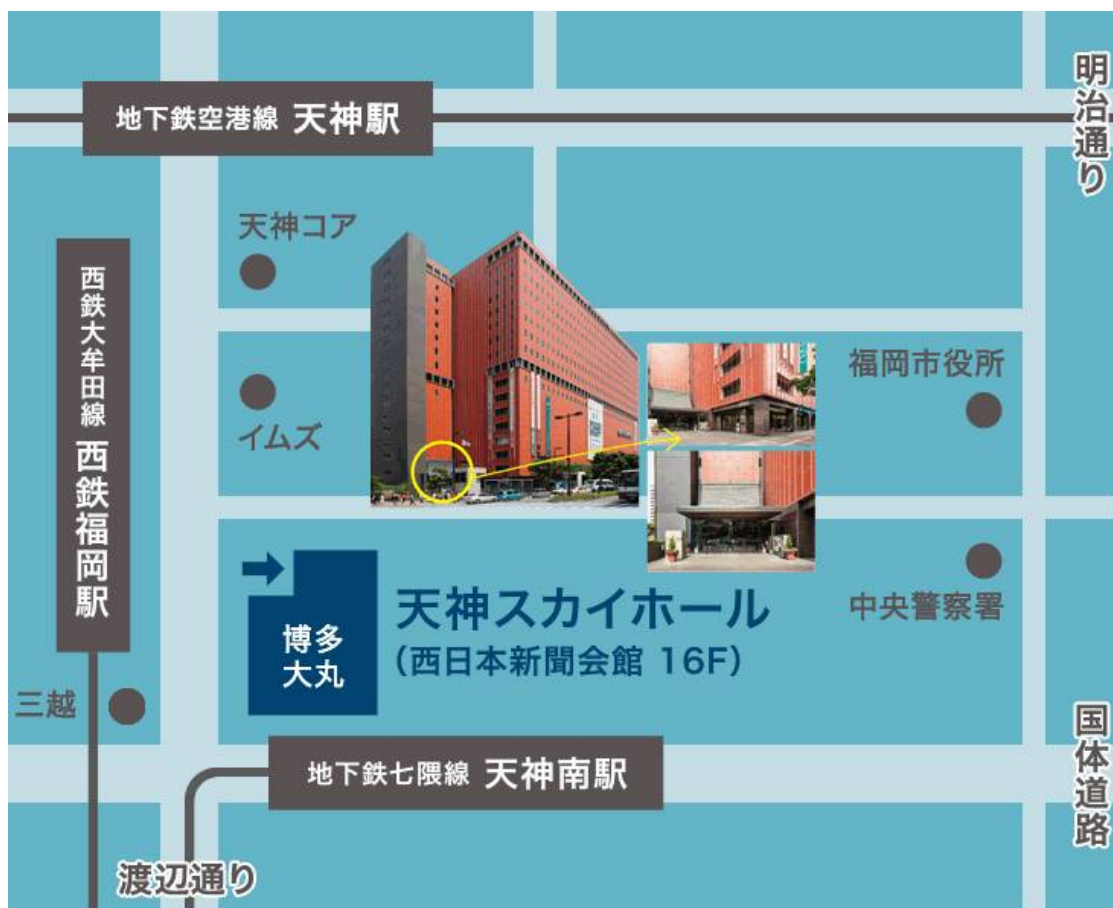 明治通り
地下鉄空港線 天神駅
天神コア
西鉄大牟田線 西鉄福岡駅
福岡市役所
イムズ
天神スカイホール
(西日本新聞会館 16F)
中央警察署
博多
大丸
三越
国体道路
地下鉄七隈線 天神南駅
渡辺通り